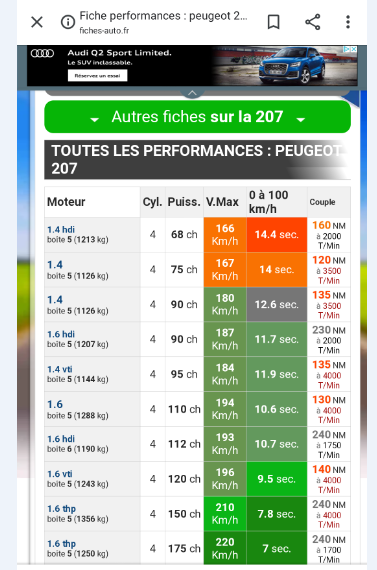 Fiche performances : peugeot 2...
fiches-auto.fr
Audi Q2 Sport Limited.
Le SUV inclassable.
Réservez un essai
Autres fiches sur la 207
TOUTES LES PERFORMANCES : PEUGEOT
207
Moteur Cyl. Puiss. V.Max 0 à 100 km/h Couple
1.4 hdi boite 5 (1213 kg) 4 68 ch 166 Km/h 14.4 sec. 160 NM à 2000 T/Min
1.4 boite 5 (1126 kg) 4 75 ch 167 Km/h 14 sec. 120 NM à 3500 T/Min
1.4 boite 5 (1126 kg) 4 90 ch 180 Km/h 12.6 sec. 135 NM à 3500 T/Min
1.6 hdi boite 5 (1207 kg) 4 90 ch 187 Km/h 11.7 sec. 230 NM à 2000 T/Min
1.4 vti boite 5 (1144 kg) 4 95 ch 184 Km/h 11.9 sec. 135 NM à 4000 T/Min
1.6 boite 5 (1288 kg) 4 110 ch 194 Km/h 10.6 sec. 130 NM à 4000 T/Min
1.6 hdi boite 6 (1190 kg) 4 112 ch 193 Km/h 10.7 sec. 240 NM à 1750 T/Min
1.6 vti boite 5 (1243 kg) 4 120 ch 196 Km/h 9.5 sec. 140 NM à 4000 T/Min
1.6 thp boite 5 (1356 kg) 4 150 ch 210 Km/h 7.8 sec. 240 NM à 4000 T/Min
1.6 thp boite 5 (1250 kg) 4 175 ch 220 Km/h 7 sec. 240 NM à 1700 T/Min